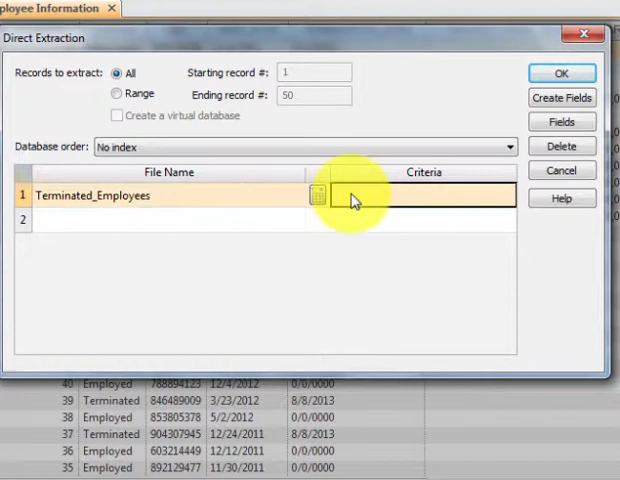 ployee Information ×
Direct Extraction
Records to extract: All Starting record #: 1 OK
Range Ending record #: 50 Create Fields
Create a virtual database Fields
Database order: No index Delete
File Name Criteria Cancel
1 Terminated_Employees Help
2
40 Employed 788894123 12/4/2012 0/0/0000
39 Terminated 846489009 3/23/2012 8/8/2013
38 Employed 853805378 5/2/2012 0/0/0000
37 Terminated 904307945 12/24/2011 8/8/2013
36 Employed 603214449 12/12/2011 0/0/0000
35 Employed 892129477 11/30/2011 0/0/0000